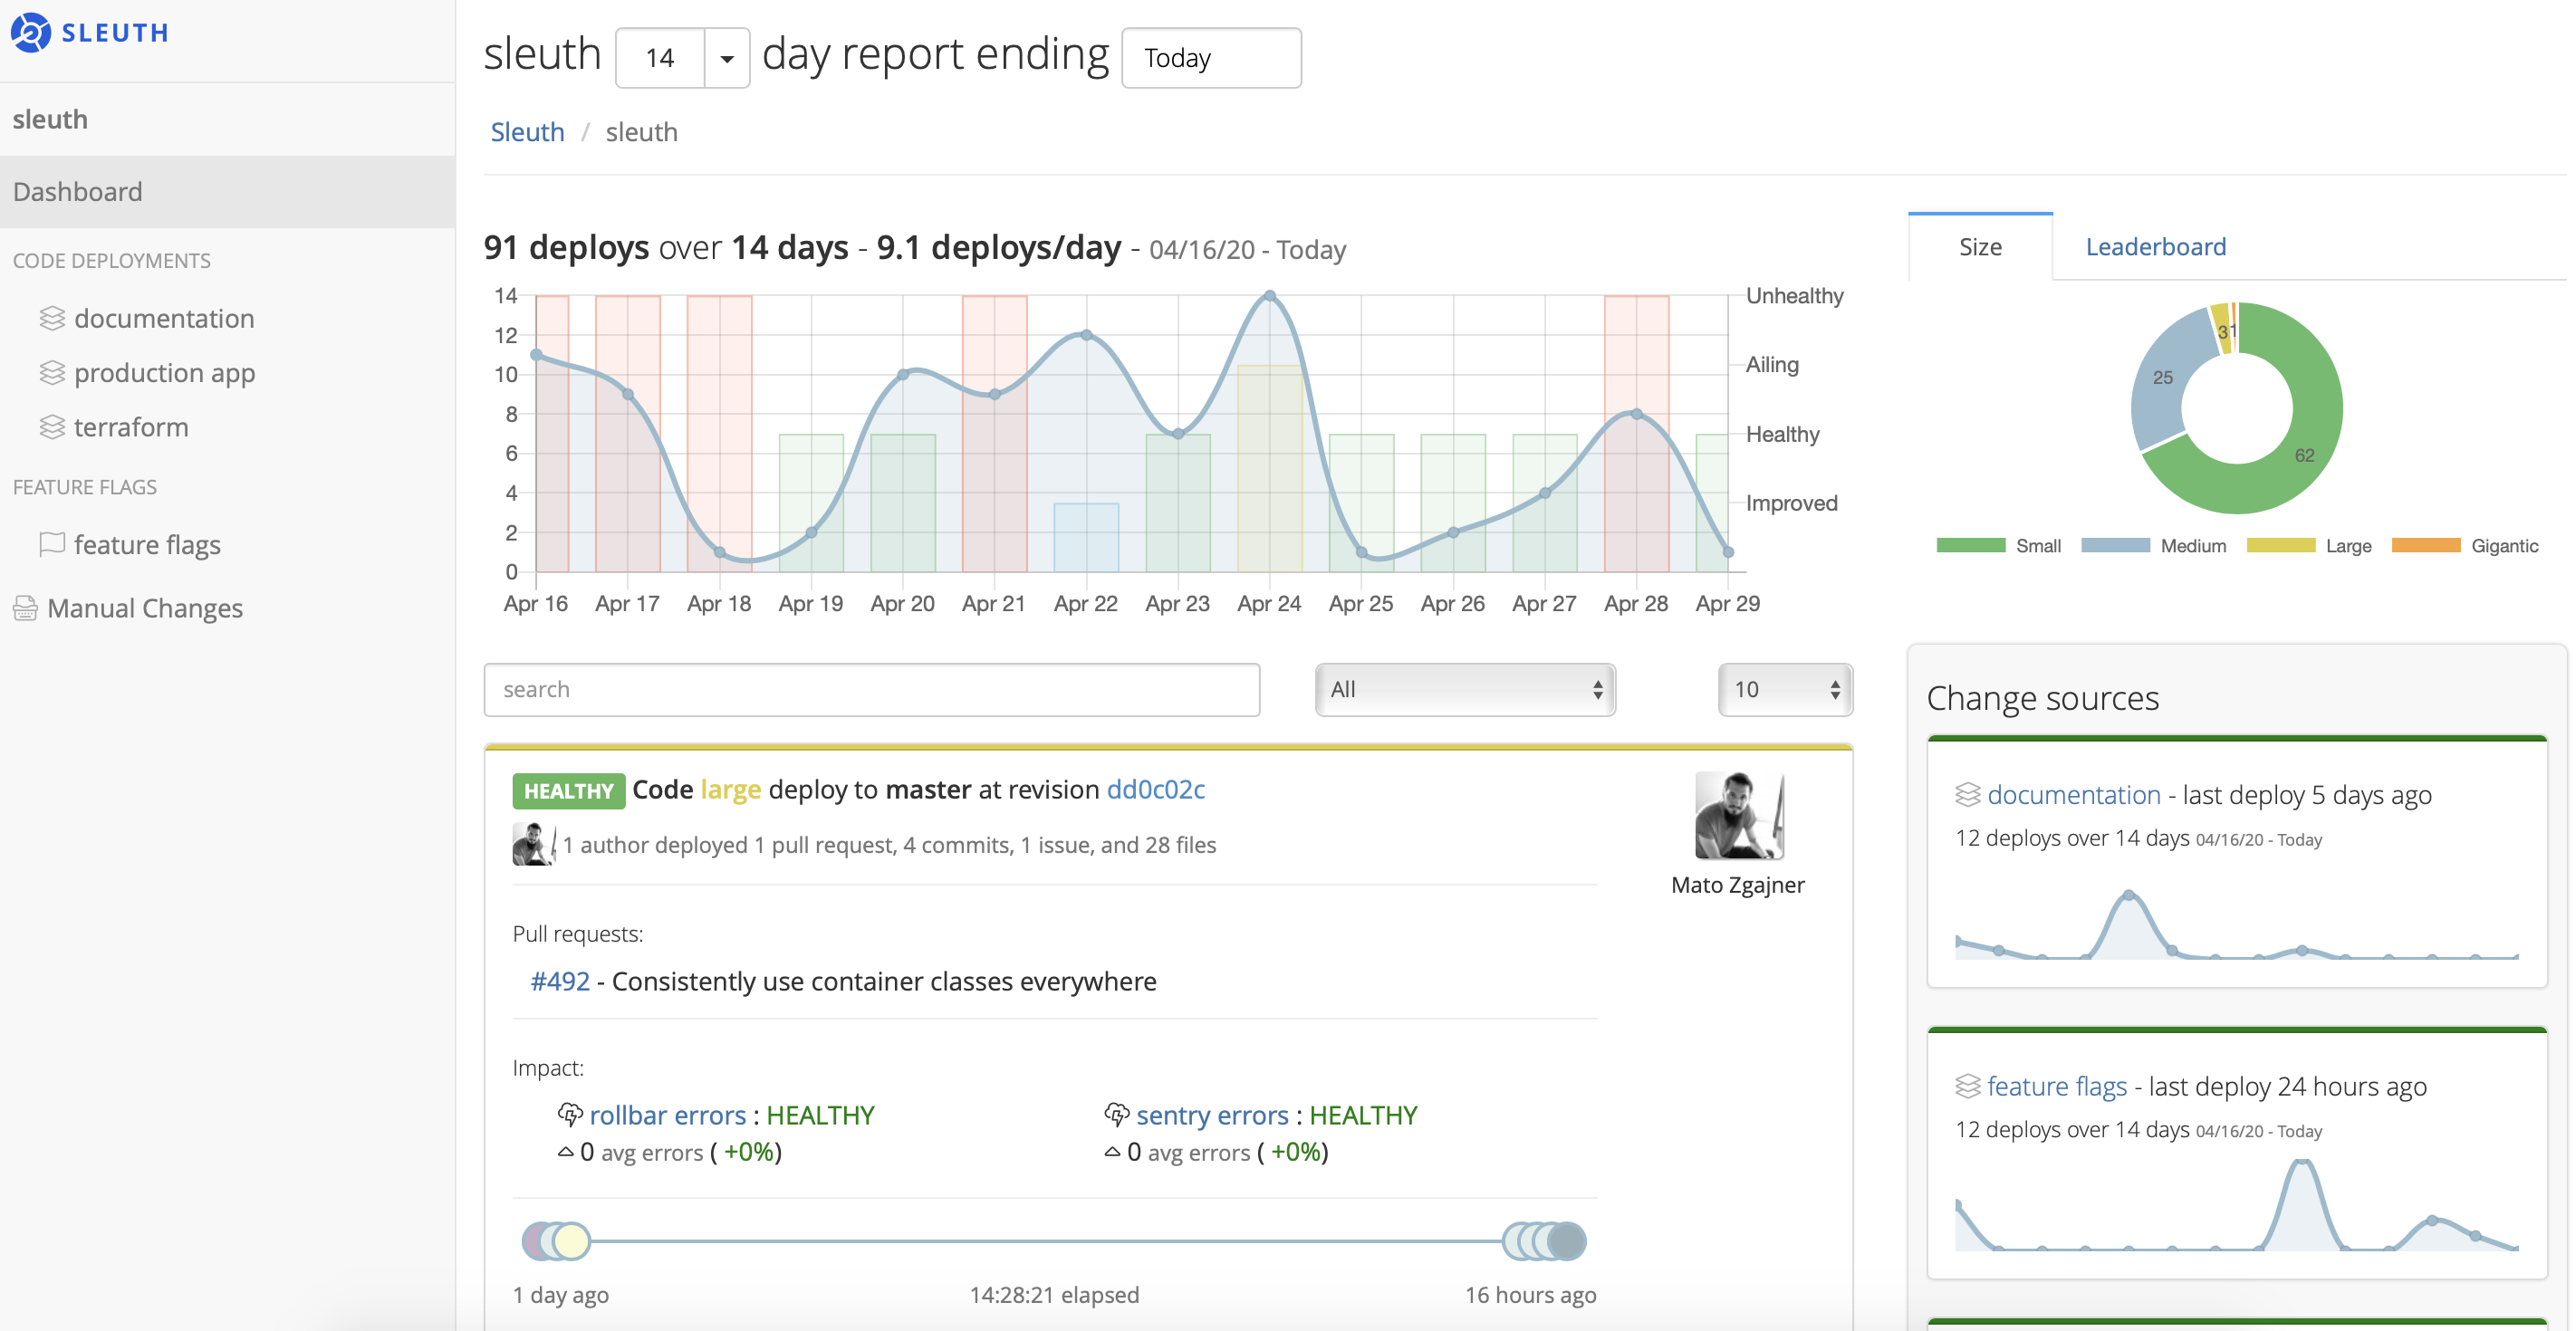 SLEUTH
sleuth
Dashboard
CODE DEPLOYMENTS
documentation
production app
terraform
FEATURE FLAGS
feature flags
Manual Changes
sleuth 14 day report ending Today
Sleuth / sleuth
91 deploys over 14 days - 9.1 deploys/day - 04/16/20 - Today
14
12
10
8
6
4
2
0
Unhealthy
Ailing
Healthy
Improved
Apr 16 Apr 17 Apr 18 Apr 19 Apr 20 Apr 21 Apr 22 Apr 23 Apr 24 Apr 25 Apr 26 Apr 27 Apr 28 Apr 29
search
All
10
HEALTHY Code large deploy to master at revision dd0c02c
1 author deployed 1 pull request, 4 commits, 1 issue, and 28 files
Mato Zgajner
Pull requests:
#492 - Consistently use container classes everywhere
Impact:
rollbar errors : HEALTHY
0 avg errors ( +0%)
sentry errors : HEALTHY
0 avg errors ( +0%)
1 day ago 14:28:21 elapsed 16 hours ago
Size Leaderboard
31
25
62
Small Medium Large Gigantic
Change sources
documentation - last deploy 5 days ago
12 deploys over 14 days 04/16/20 - Today
feature flags - last deploy 24 hours ago
12 deploys over 14 days 04/16/20 - Today